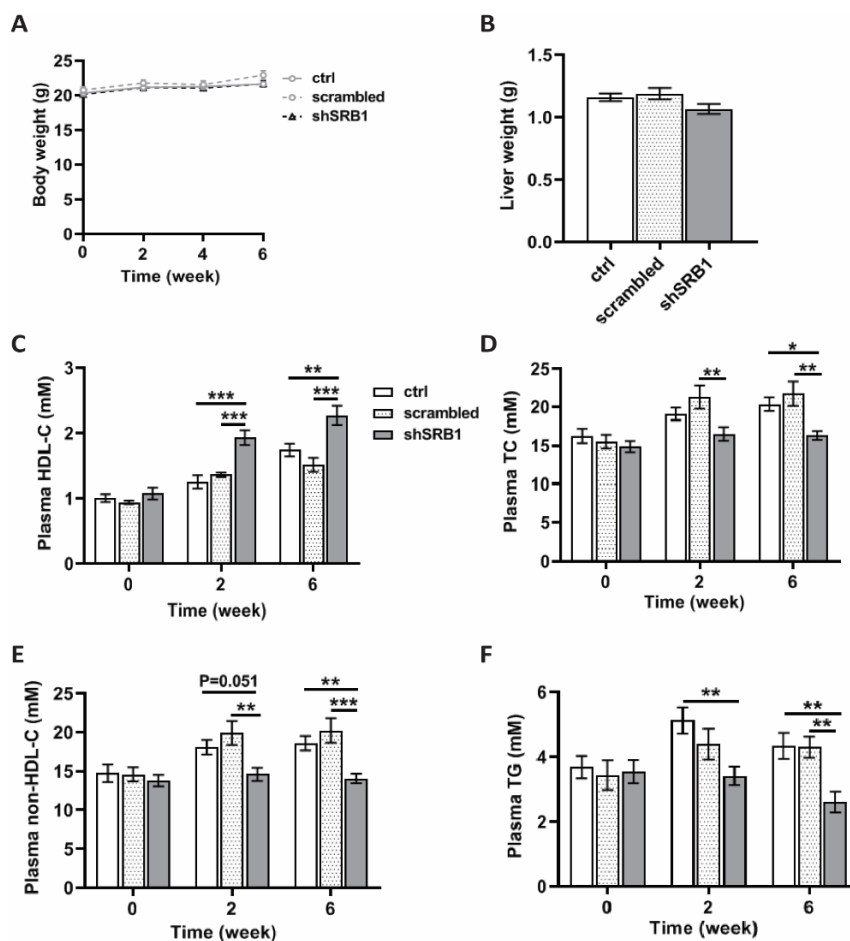 A
Body weight (g)
25
20
15
10
5
0
0 2 4 6
Time (week)
ctrl
scrambled
shSRB1
B
Liver weight (g)
1.5
1.0
0.5
0.0
ctrl
scrambled
shSRB1
C
Plasma HDL-C (mM)
3
2
1
0
*** ***
** ***
0 2 6
Time (week)
ctrl
scrambled
shSRB1
D
Plasma TC (mM)
25
20
15
10
5
0
**
* **
0 2 6
Time (week)
E
Plasma non-HDL-C (mM)
25
20
15
10
5
0
P=0.051
**
** ***
0 2 6
Time (week)
F
Plasma TG (mM)
6
4
2
0
**
** **
0 2 6
Time (week)